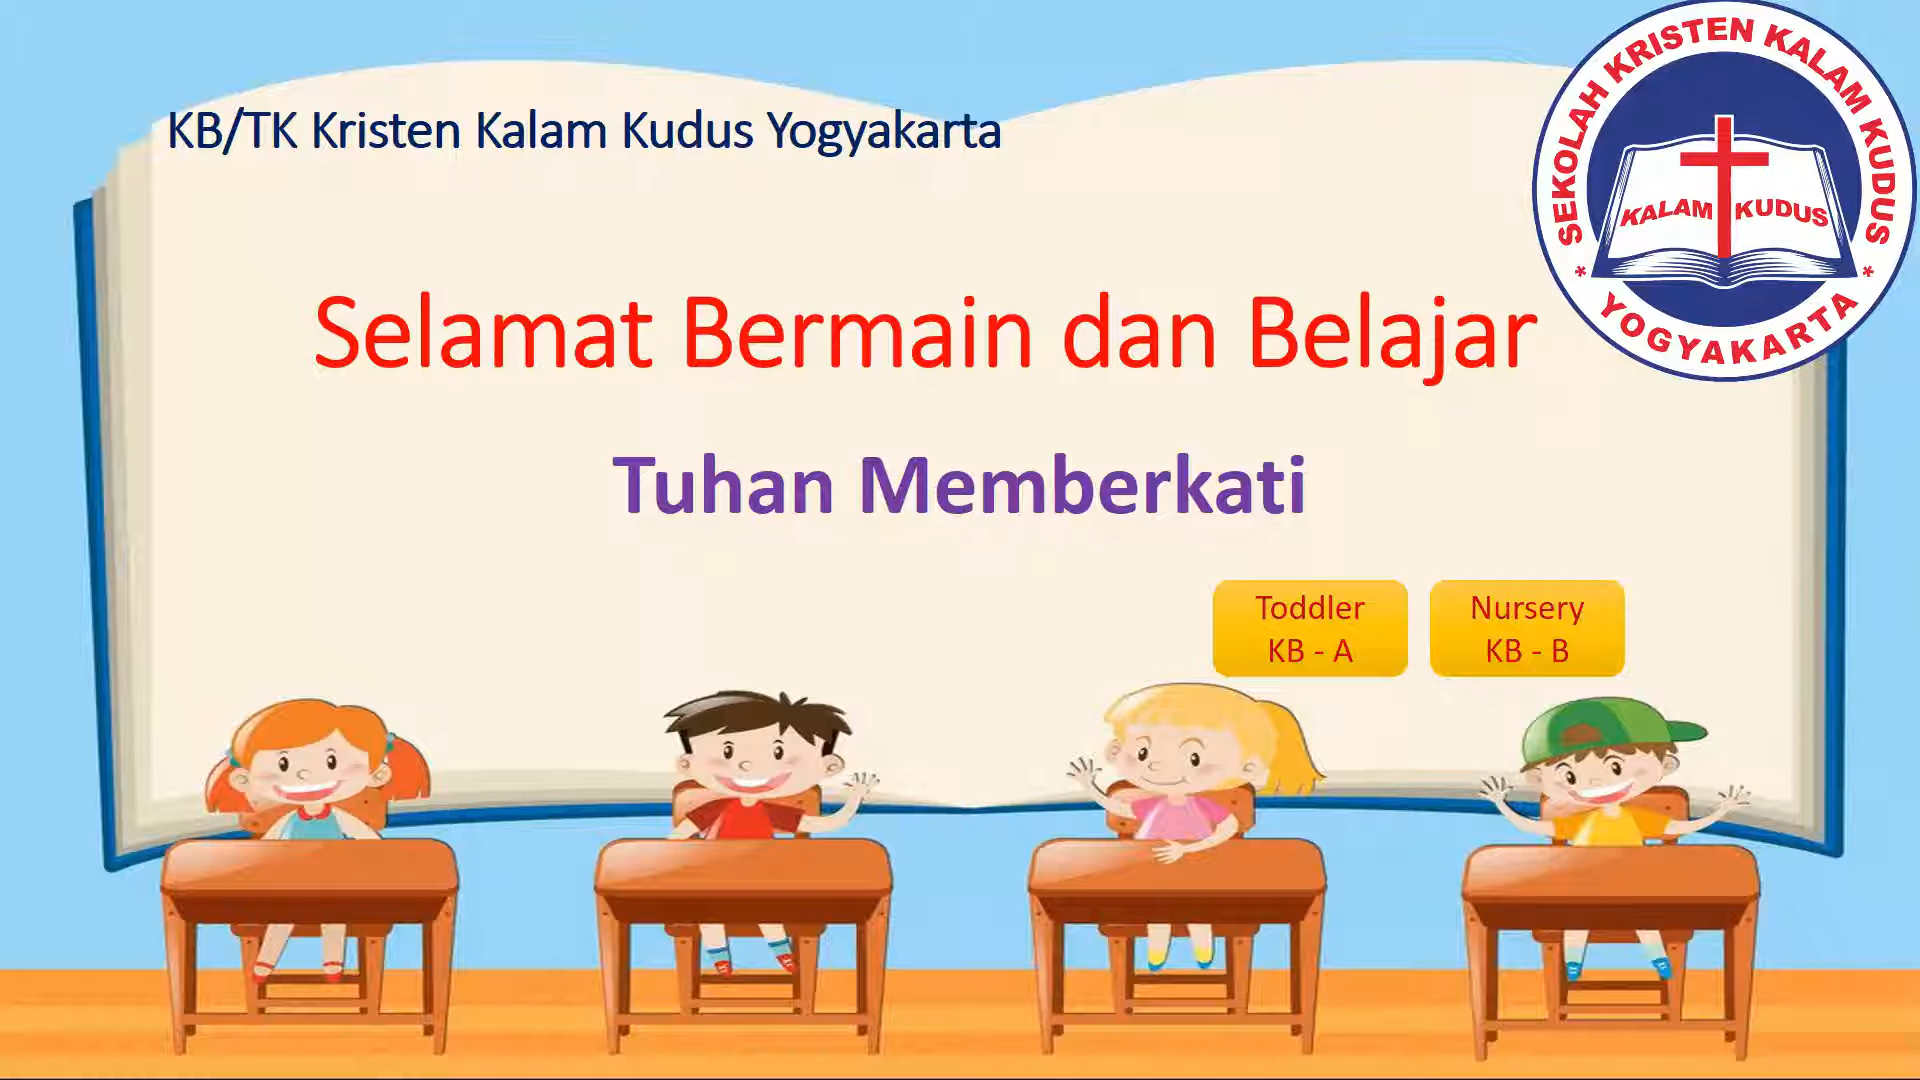 KB/TK Kristen Kalam Kudus Yogyakarta
SEKOLAH KRISTEN KALAM KUDUS
KALAM KUDUS
* YOGYAKARTA *
Selamat Bermain dan Belajar
Tuhan Memberkati
Toddler
KB - A
Nursery
KB - B